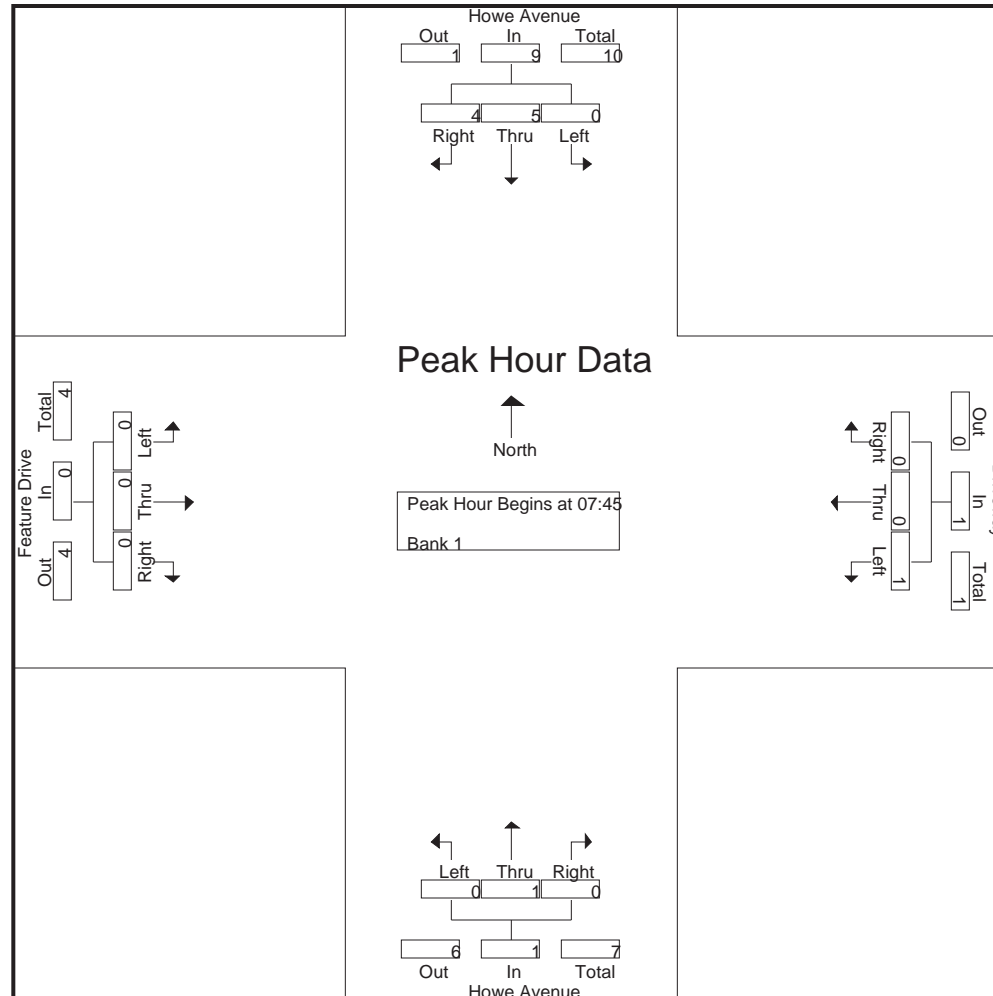 Howe Avenue
Out In Total
1 9 10
4 5 0
Right Thru Left
Peak Hour Data
North
Peak Hour Begins at 07:45
Bank 1
Feature Drive
Out In Total
4 0 4
Right Thru Left
0 0 0
Out In Total
0 1 1
Right Thru Left
0 0 1
Left Thru Right
0 1 0
6 1 7
Out In Total
Howe Avenue